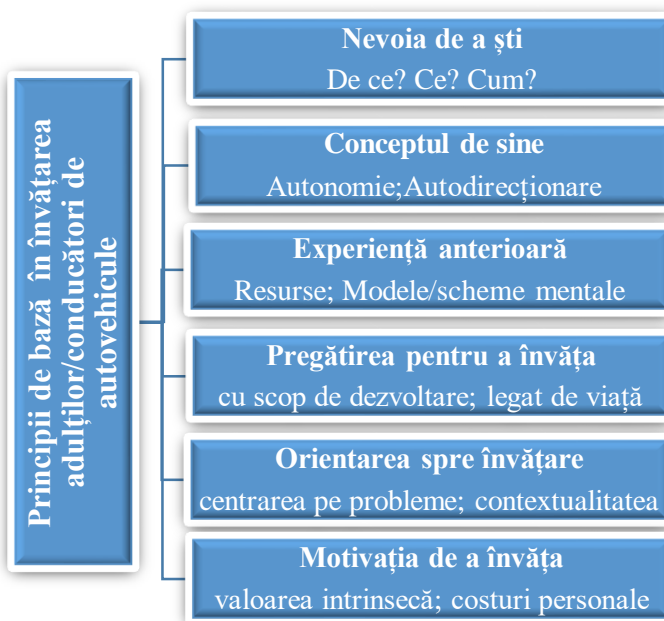 Principii de bază în învățarea
adulților/conducători de
autovehicule
Nevoia de a ști
De ce? Ce? Cum?
Conceptul de sine
Autonomie;Autodirecționare
Experiență anterioară
Resurse; Modele/scheme mentale
Pregătirea pentru a învăța
cu scop de dezvoltare; legat de viață
Orientarea spre învățare
centrarea pe probleme; contextualitatea
Motivația de a învăța
valoarea intrinsecă; costuri personale